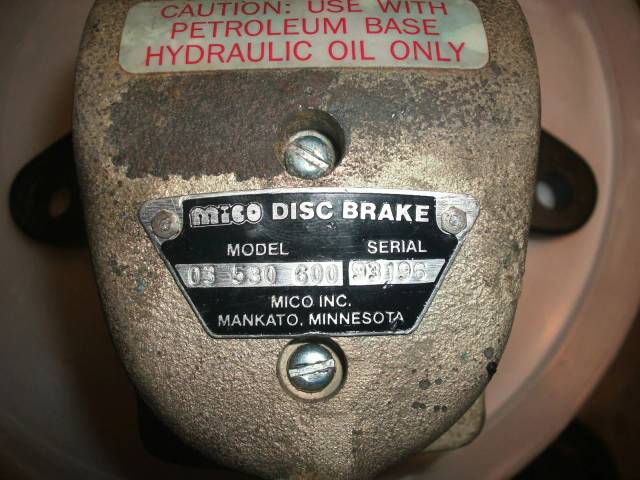 CAUTION: USE WITH
PETROLEUM BASE
HYDRAULIC OIL ONLY
MICO DISC BRAKE
MODEL SERIAL
03 530 600 93196
MICO INC.
MANKATO, MINNESOTA